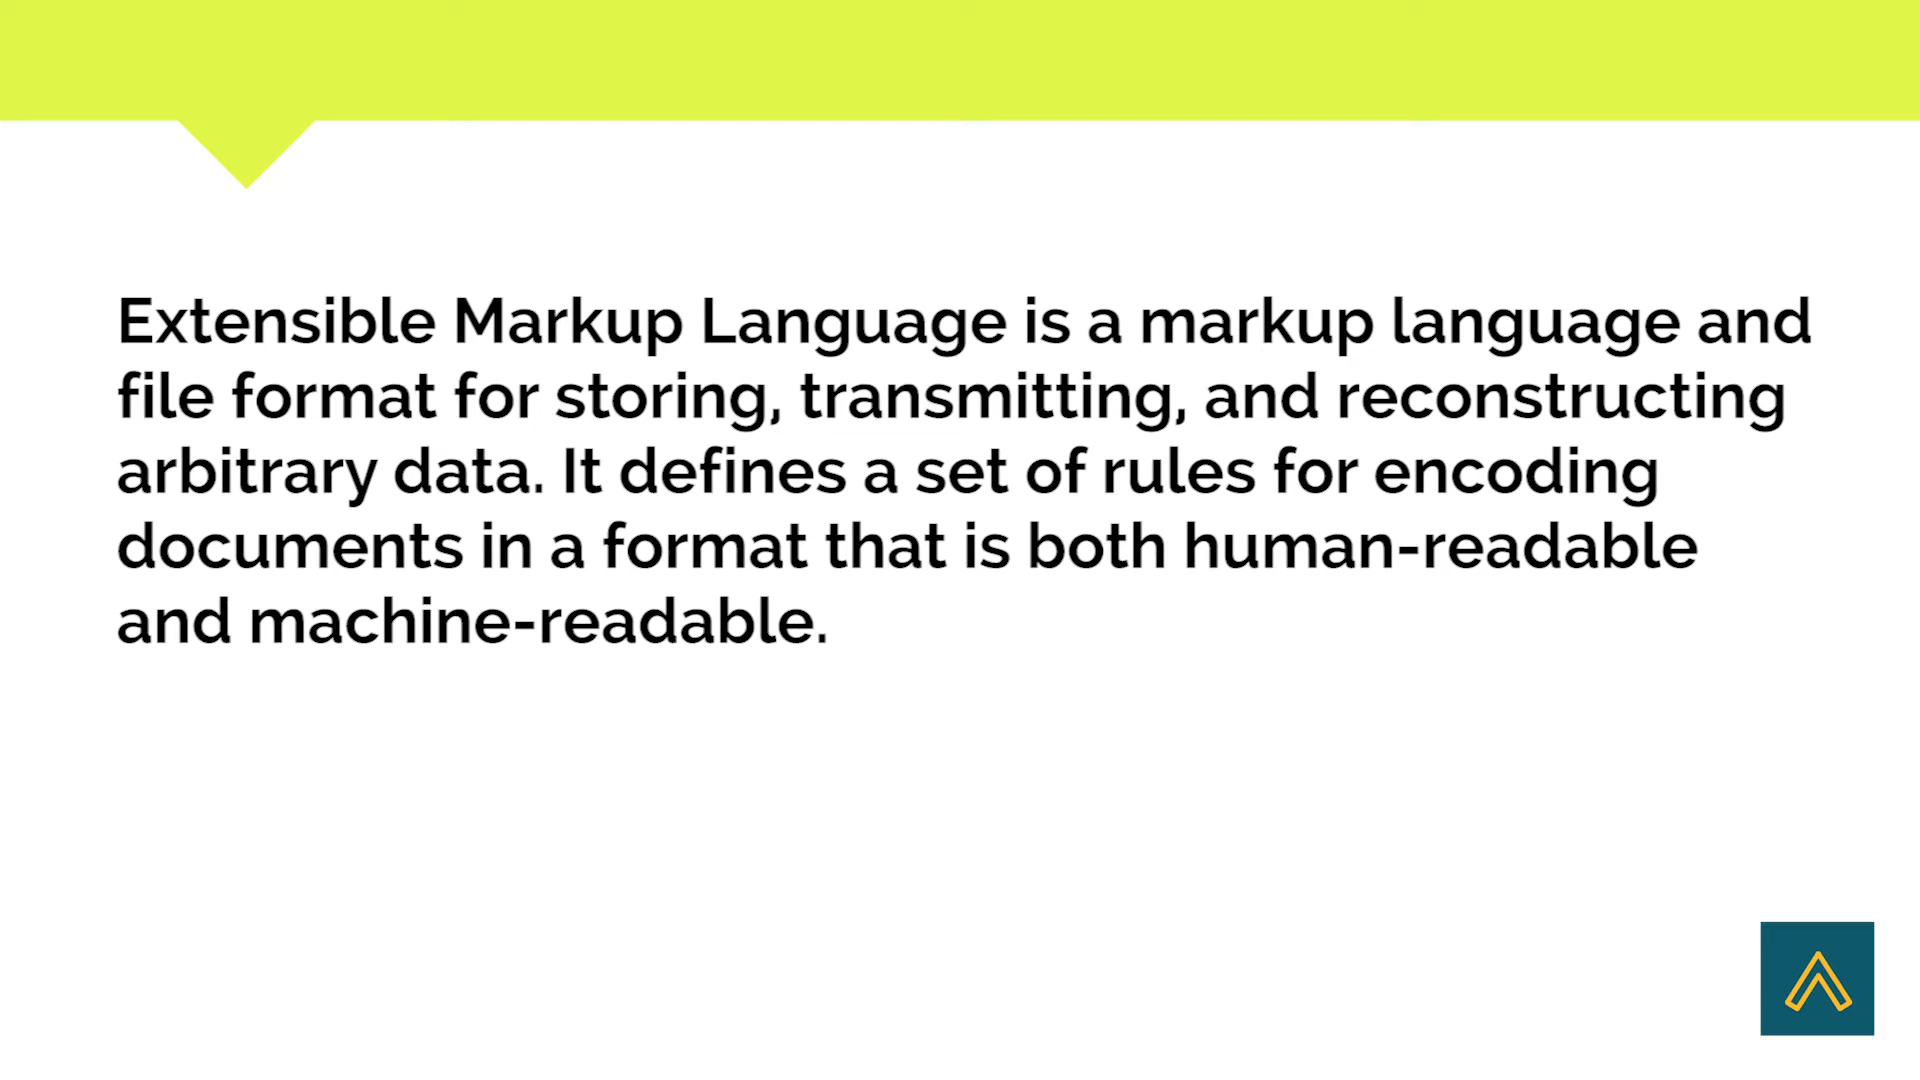 Extensible Markup Language is a markup language and
file format for storing, transmitting, and reconstructing
arbitrary data. It defines a set of rules for encoding
documents in a format that is both human-readable
and machine-readable.